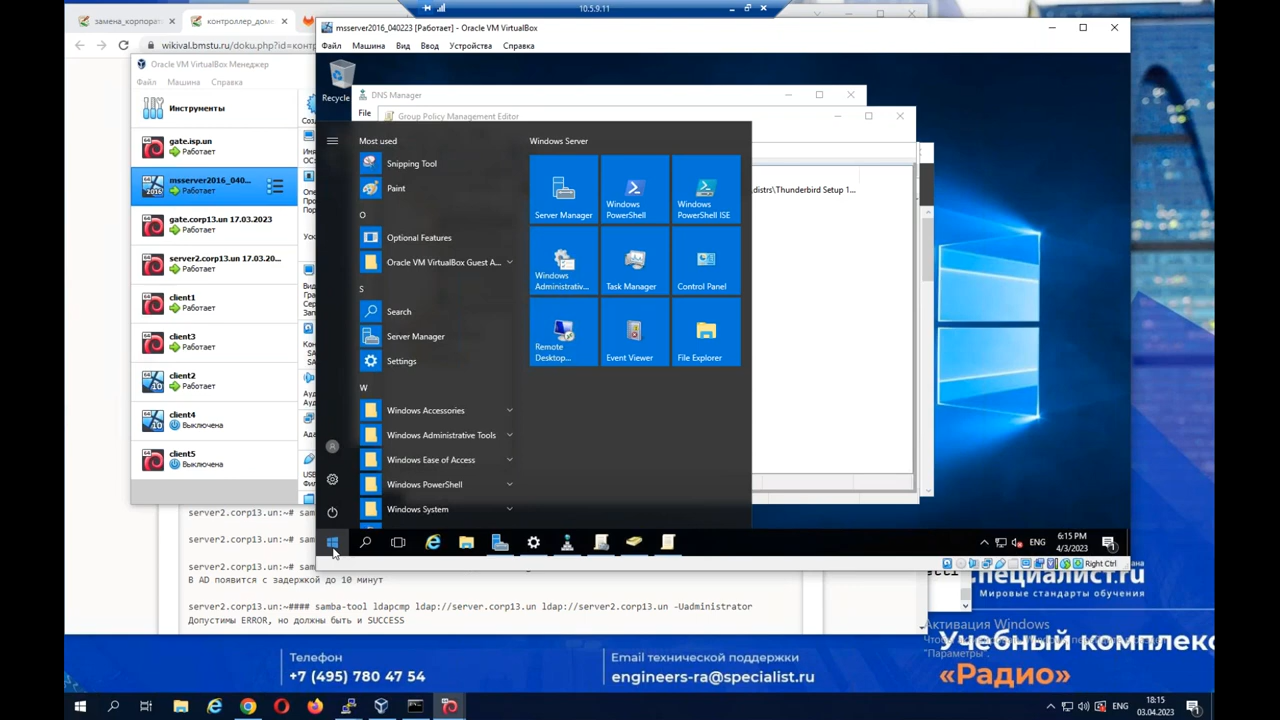 10.5.9.11
замена_корпорат
контроллер_доме
wikival.bmstu.ru/doku.php?id=конт
Oracle VM VirtualBox Менеджер
Файл Машина Справка
Инструменты
gate.isp.un
Работает
msserver2016_040...
Работает
gate.corp13.un 17.03.2023
Работает
server2.corp13.un 17.03.20...
Работает
client1
Работает
client3
Работает
client2
Работает
client4
Выключена
client5
Выключена
msserver2016_040223 [Работает] - Oracle VM VirtualBox
Файл Машина Вид Ввод Устройства Справка
Recycle
DNS Manager
File
Group Policy Management Editor
.distrs\Thunderbird Setup 1...
Most used
Snipping Tool
Paint
O
Optional Features
Oracle VM VirtualBox Guest A...
S
Search
Server Manager
Settings
W
Windows Accessories
Windows Administrative Tools
Windows Ease of Access
Windows PowerShell
Windows System
Windows Server
Server Manager
Windows PowerShell
Windows PowerShell ISE
Windows Administrativ...
Task Manager
Control Panel
Remote Desktop...
Event Viewer
File Explorer
ENG
6:15 PM
4/3/2023
Right Ctrl
server2.corp13.un:~# sam
server2.corp13.un:~# sam
server2.corp13.un:~# sam
В AD появится с задержкой до 10 минут
server2.corp13.un:~#### samba-tool ldapcmp ldap://server.corp13.un ldap://server2.corp13.un -Uadministrator
Допустимы ERROR, но должны быть и SUCCESS
специалист.ru
Мировые стандарты обучения
Активация Windows
"Параметры".
Учебный комплекс
«Радио»
Телефон
+7 (495) 780 47 54
Email технической поддержки
engineers-ra@specialist.ru
ENG
18:15
03.04.2023